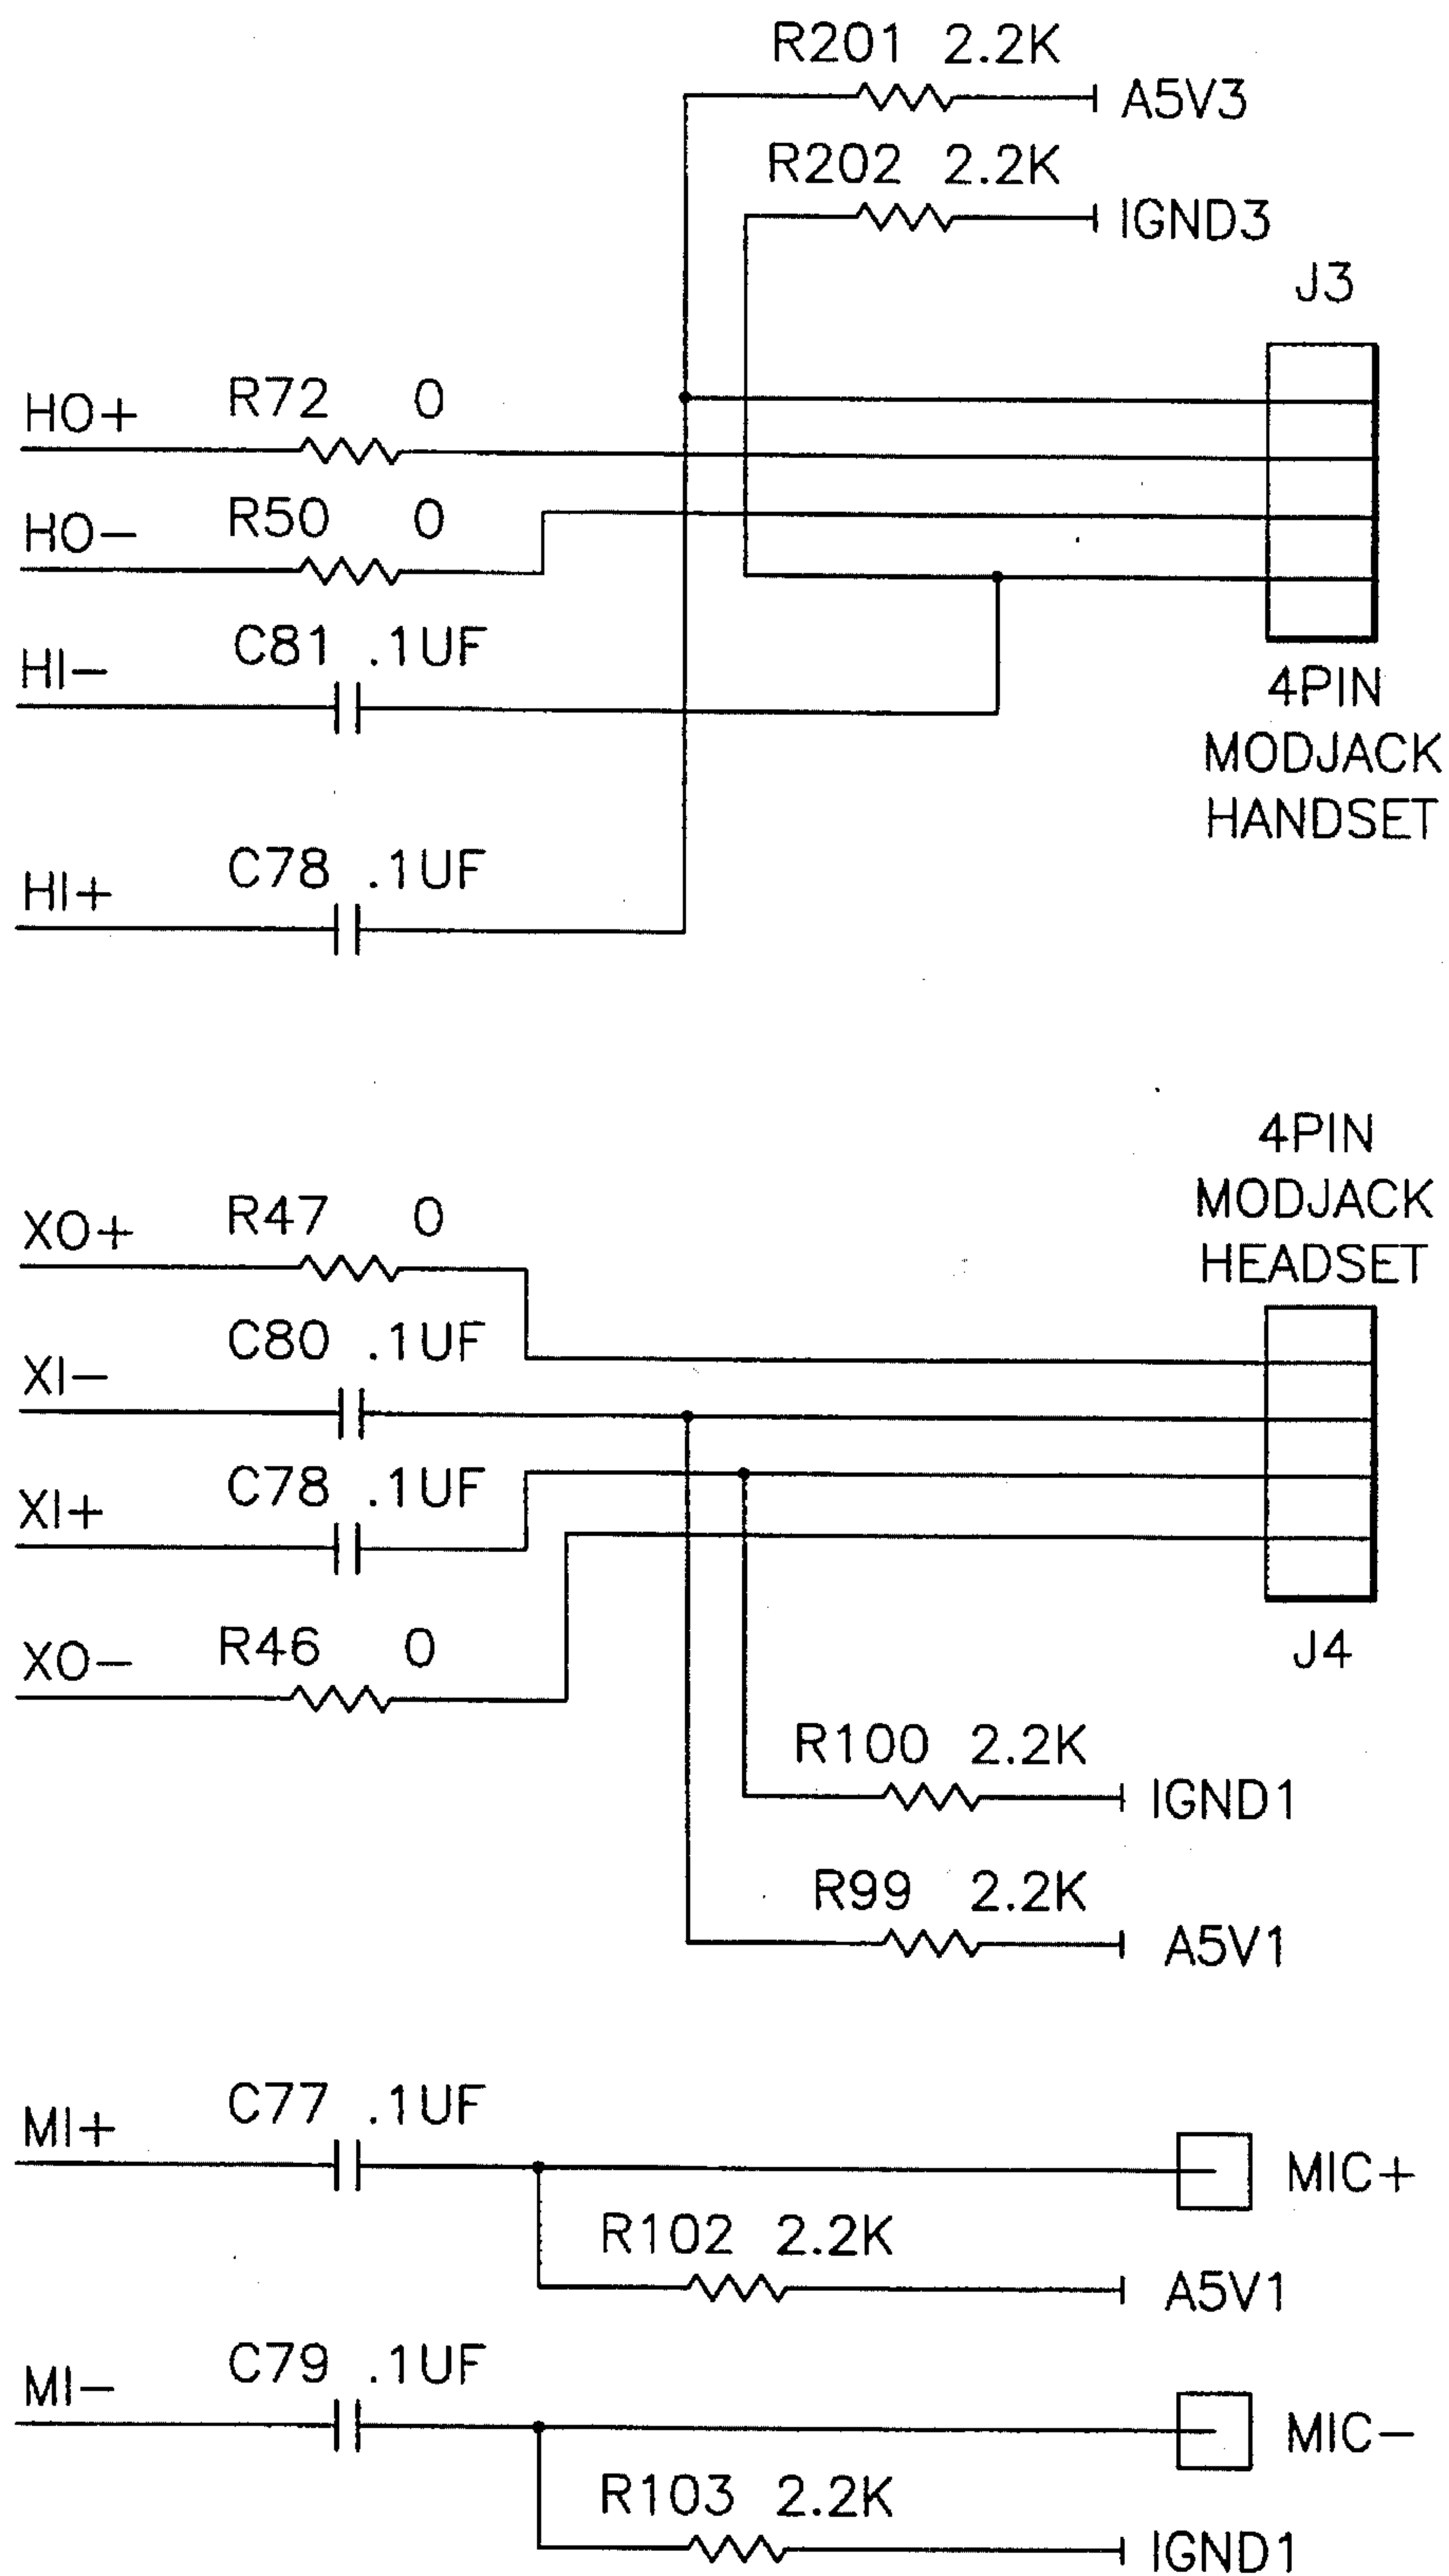 R201 2.2K
A5V3
R202 2.2K
IGND3
J3
HO+ R72 0
HO- R50 0
HI- C81 .1UF
4PIN
MODJACK
HANDSET
HI+ C78 .1UF
4PIN
MODJACK
HEADSET
XO+ R47 0
XI- C80 .1UF
XI+ C78 .1UF
XO- R46 0
J4
R100 2.2K
IGND1
R99 2.2K
A5V1
MI+ C77 .1UF
MIC+
R102 2.2K
A5V1
MI- C79 .1UF
MIC-
R103 2.2K
IGND1